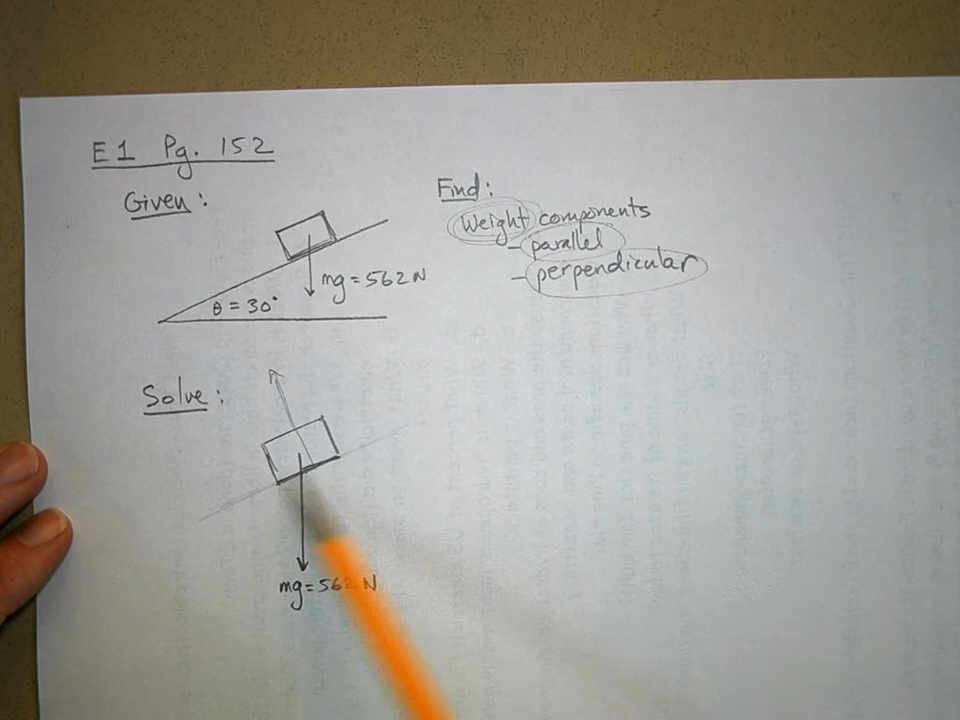 E1 Pg. 152
Given:
mg = 562 N
θ = 30°
Find:
Weight components
- parallel
- perpendicular
Solve:
mg = 562 N